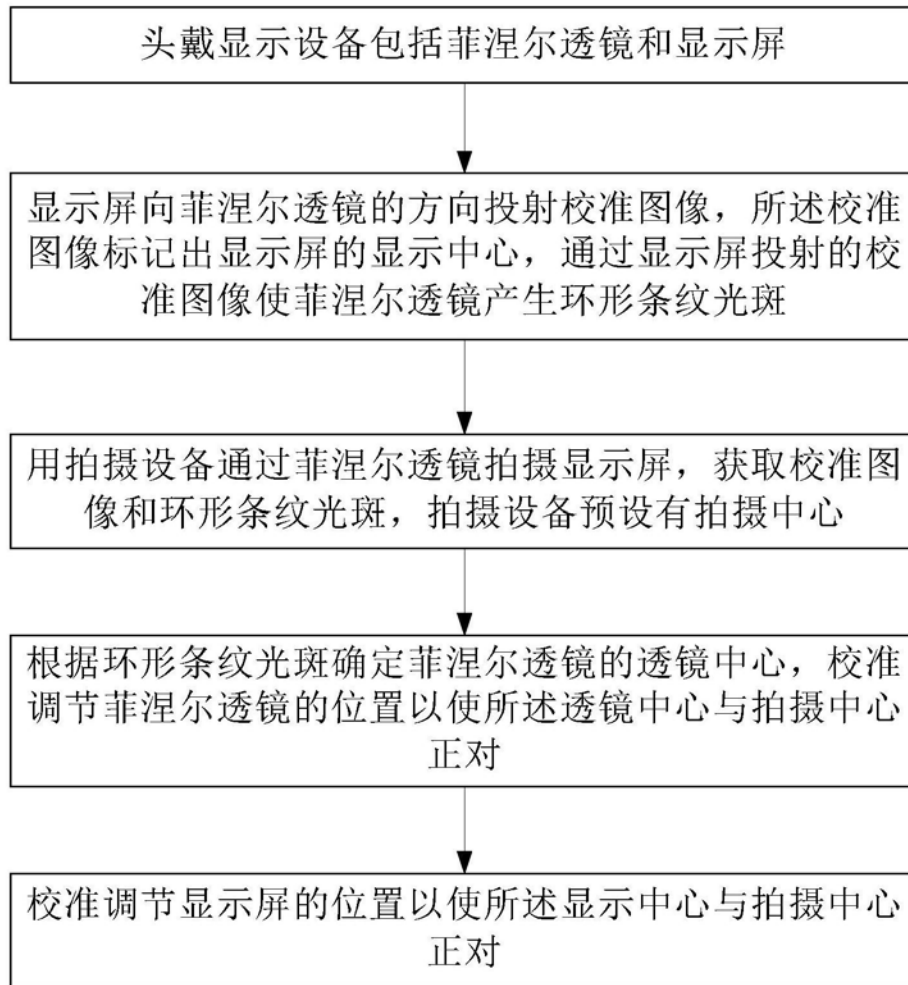 头戴显示设备包括菲涅尔透镜和显示屏
显示屏向菲涅尔透镜的方向投射校准图像，所述校准
图像标记出显示屏的显示中心，通过显示屏投射的校
准图像使菲涅尔透镜产生环形条纹光斑
用拍摄设备通过菲涅尔透镜拍摄显示屏，获取校准图
像和环形条纹光斑，拍摄设备预设有拍摄中心
根据环形条纹光斑确定菲涅尔透镜的透镜中心，校准
调节菲涅尔透镜的位置以使所述透镜中心与拍摄中心
正对
校准调节显示屏的位置以使所述显示中心与拍摄中心
正对